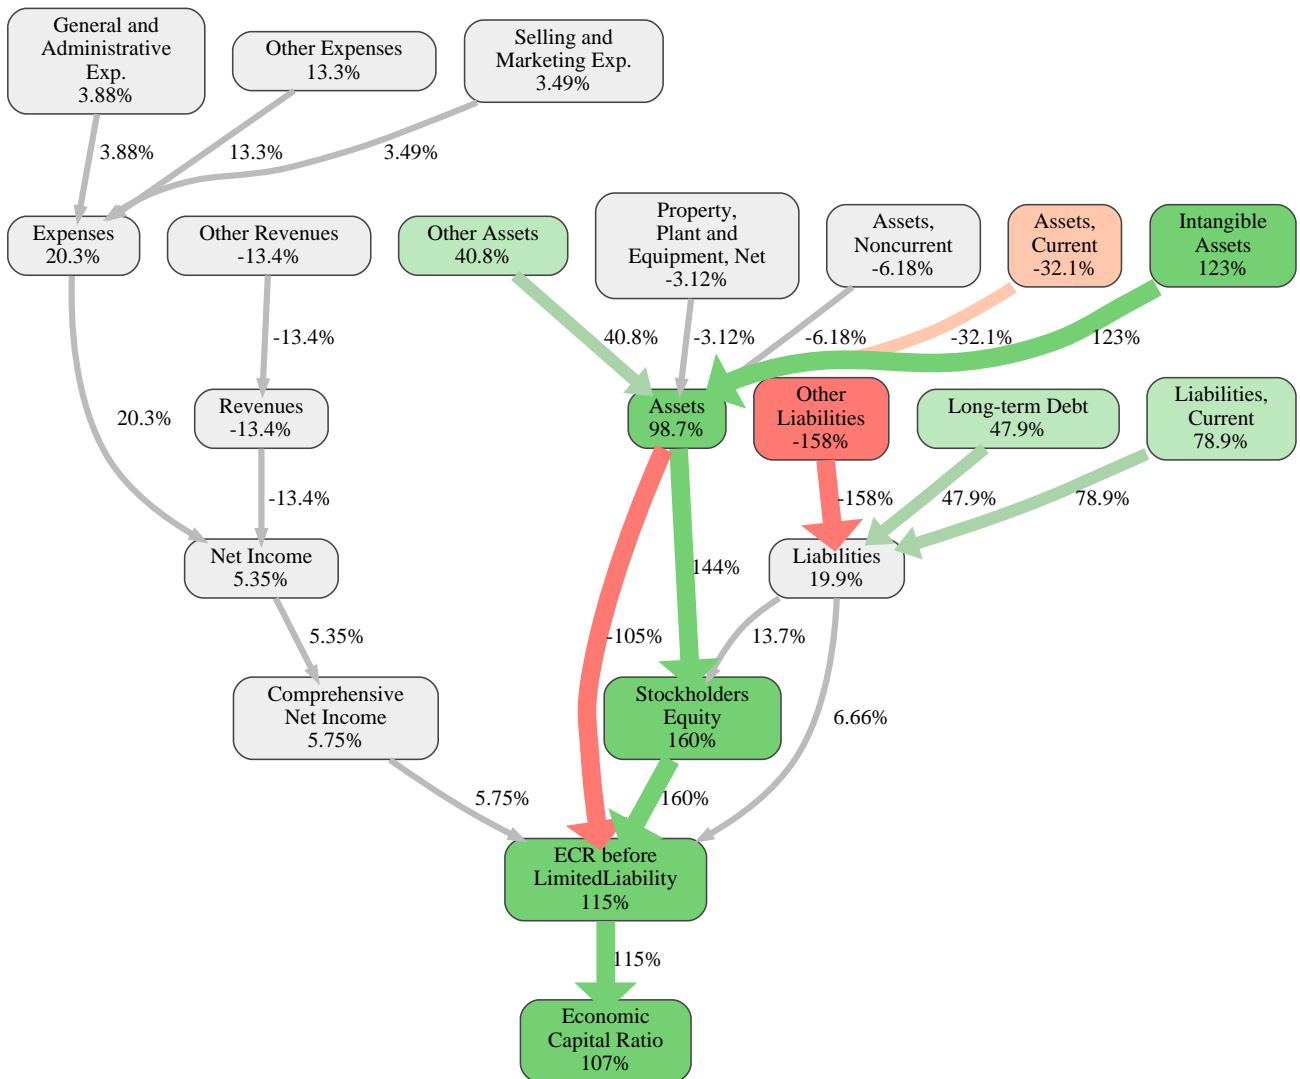 General and
Administrative
Exp.
3.88%
Other Expenses
13.3%
Selling and
Marketing Exp.
3.49%
3.88%
13.3%
3.49%
Expenses
20.3%
Other Revenues
-13.4%
Other Assets
40.8%
Property,
Plant and
Equipment, Net
-3.12%
Assets,
Noncurrent
-6.18%
Assets,
Current
-32.1%
Intangible
Assets
123%
-13.4%
40.8%
-3.12%
-6.18%
-32.1%
123%
20.3%
Revenues
-13.4%
Assets
98.7%
Other
Liabilities
-158%
Long-term Debt
47.9%
Liabilities,
Current
78.9%
-13.4%
-158%
47.9%
78.9%
Net Income
5.35%
144%
Liabilities
19.9%
5.35%
-105%
13.7%
6.66%
Comprehensive
Net Income
5.75%
Stockholders
Equity
160%
5.75%
160%
ECR before
LimitedLiability
115%
115%
Economic
Capital Ratio
107%